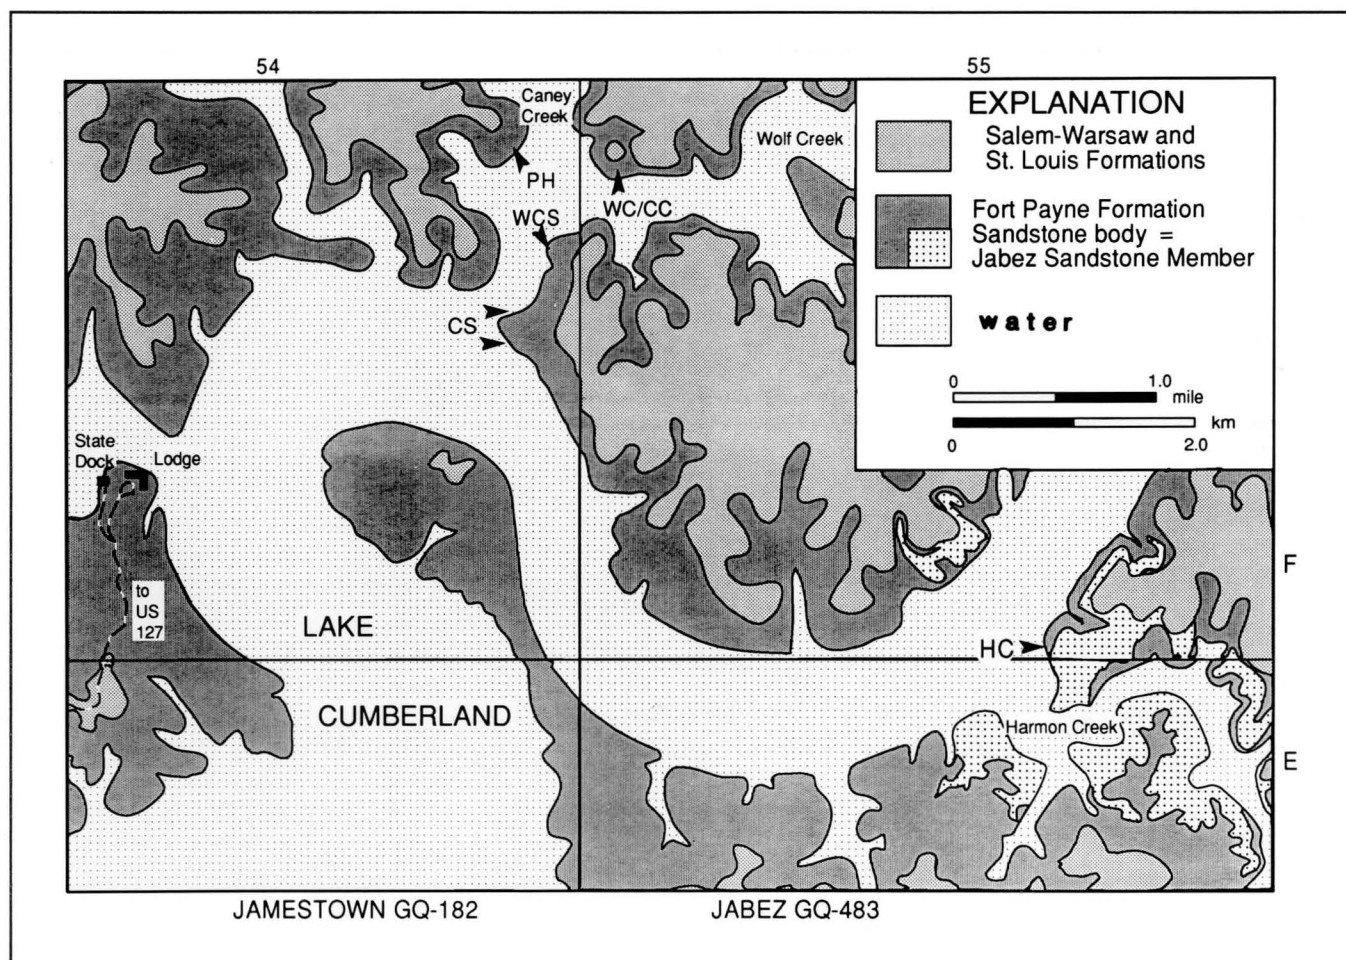 54
55
Caney
Creek
Wolf Creek
PH
WCS
WC/CC
CS
EXPLANATION
Salem-Warsaw and
St. Louis Formations
Fort Payne Formation
Sandstone body =
Jabez Sandstone Member
water
0 1.0
mile
km
0 2.0
State
Dock
Lodge
to
US
127
LAKE
CUMBERLAND
HC
Harmon Creek
F
E
JAMESTOWN GQ-182
JABEZ GQ-483